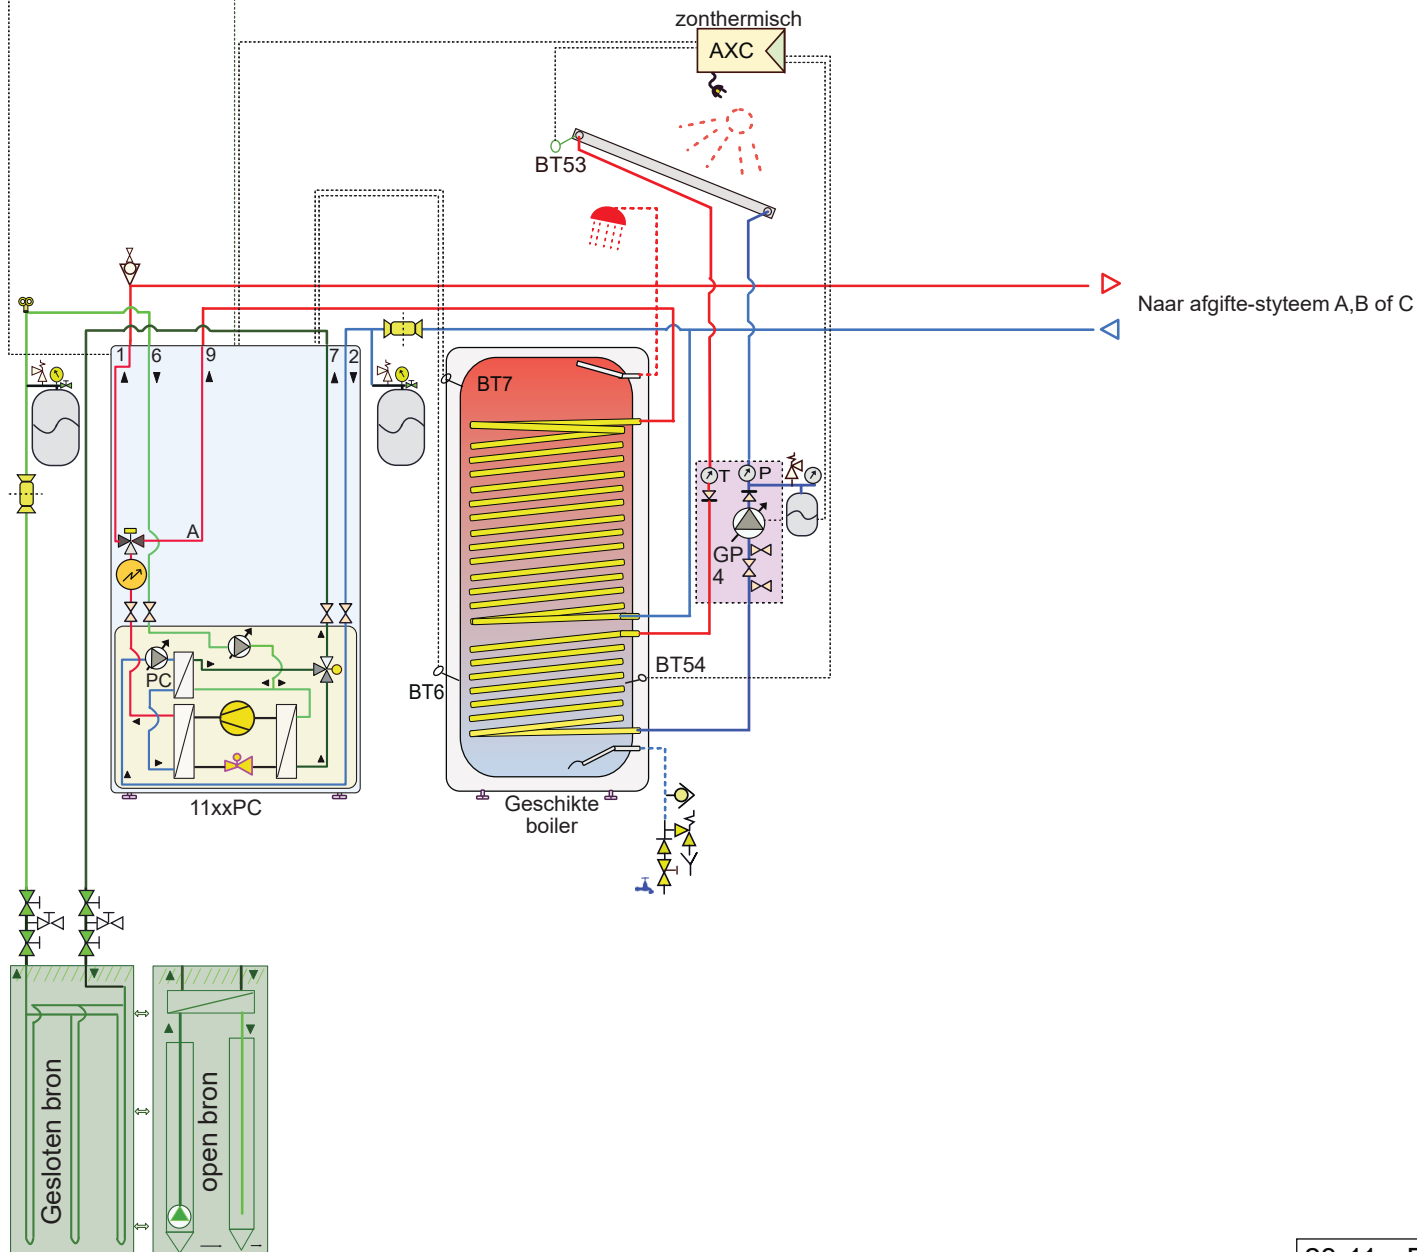 zonthermisch
AXC
BT53
Naar afgifte-styteem A,B of C
1 6 9 7 2
BT7
T P
A
GP
4
PC
BT54
BT6
11xxPC
Geschikte
boiler
Gesloten bron
open bron